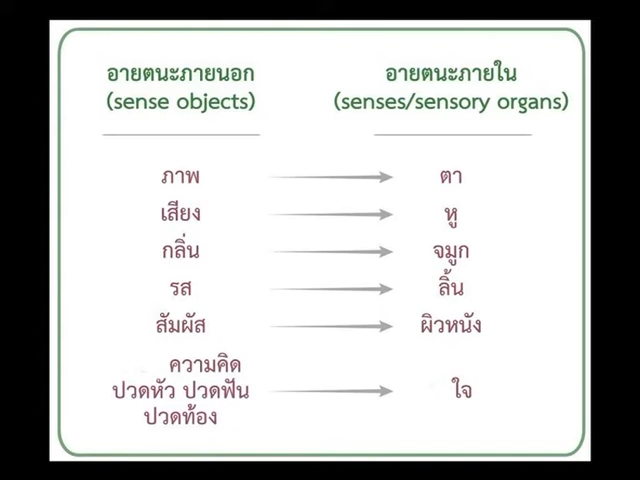 อายตนะภายนอก
(sense objects)
อายตนะภายใน
(senses/sensory organs)
ภาพ ตา
เสียง หู
กลิ่น จมูก
รส ลิ้น
สัมผัส ผิวหนัง
ความคิด
ปวดหัว ปวดฟัน ใจ
ปวดท้อง